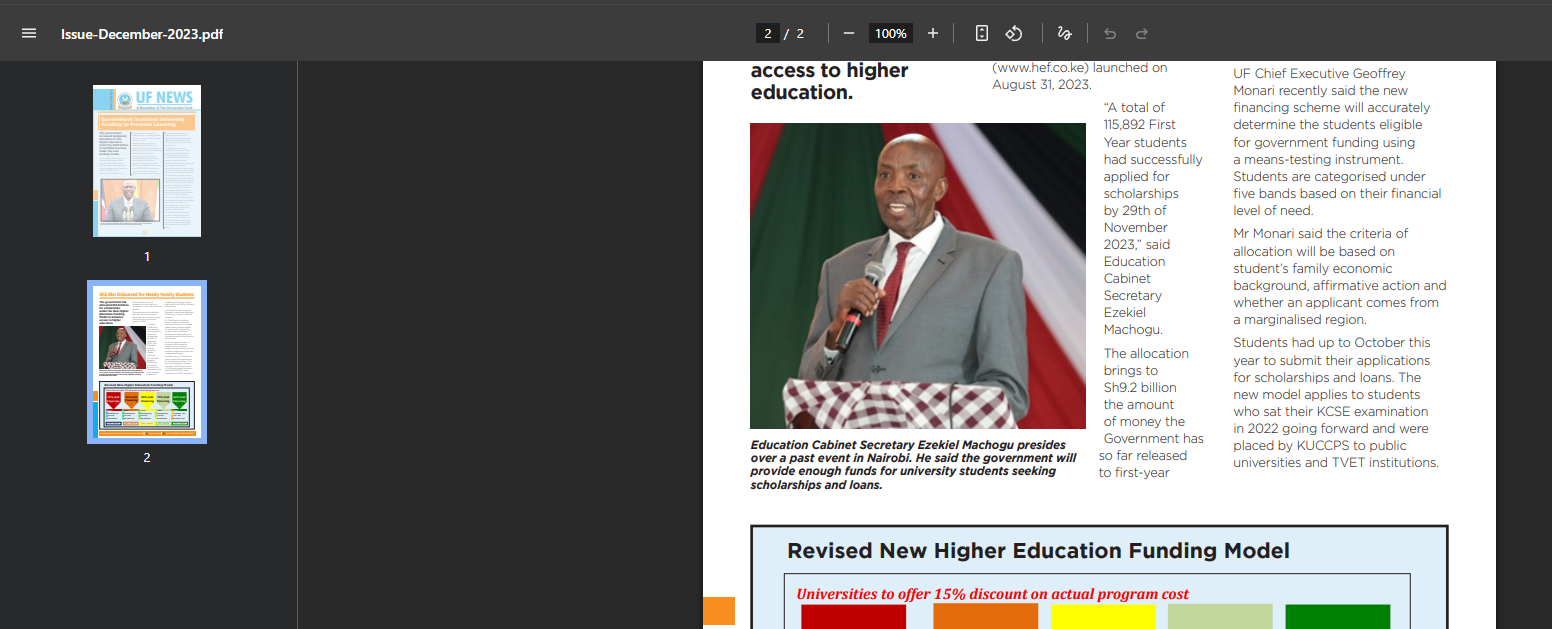 Issue-December-2023.pdf
2 / 2
100%
UF NEWS
1
2
access to higher
education.
Education Cabinet Secretary Ezekiel Machogu presides
over a past event in Nairobi. He said the government will
provide enough funds for university students seeking
scholarships and loans.
(www.hef.co.ke) launched on
August 31, 2023.
“A total of
115,892 First
Year students
had successfully
applied for
scholarships
by 29th of
November
2023,” said
Education
Cabinet
Secretary
Ezekiel
Machogu.
The allocation
brings to
Sh9.2 billion
the amount
of money the
Government has
so far released
to first-year
UF Chief Executive Geoffrey
Monari recently said the new
financing scheme will accurately
determine the students eligible
for government funding using
a means-testing instrument.
Students are categorised under
five bands based on their financial
level of need.
Mr Monari said the criteria of
allocation will be based on
student’s family economic
background, affirmative action and
whether an applicant comes from
a marginalised region.
Students had up to October this
year to submit their applications
for scholarships and loans. The
new model applies to students
who sat their KCSE examination
in 2022 going forward and were
placed by KUCCPS to public
universities and TVET institutions.
Revised New Higher Education Funding Model
Universities to offer 15% discount on actual program cost